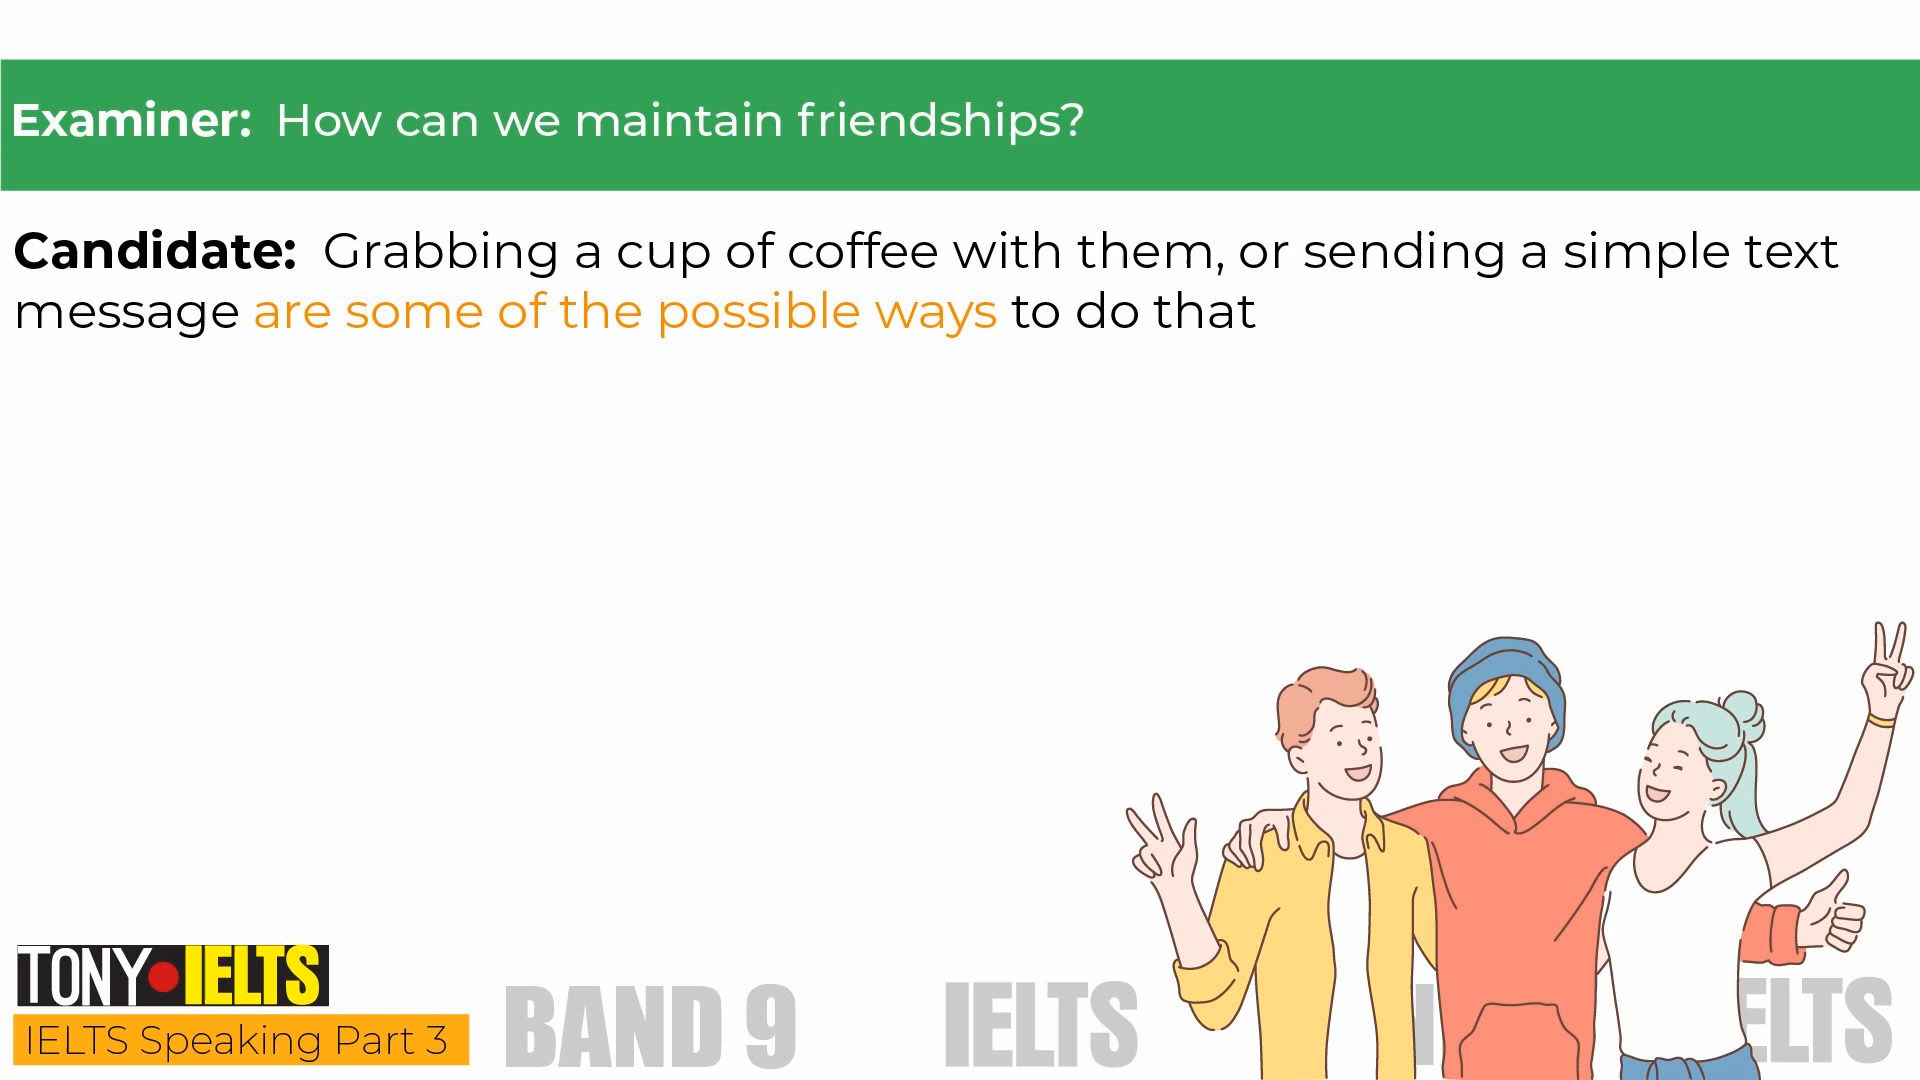 Examiner: How can we maintain friendships?
Candidate: Grabbing a cup of coffee with them, or sending a simple text
message are some of the possible ways to do that
TONY IELTS
IELTS Speaking Part 3
BAND 9 IELTS ELTS